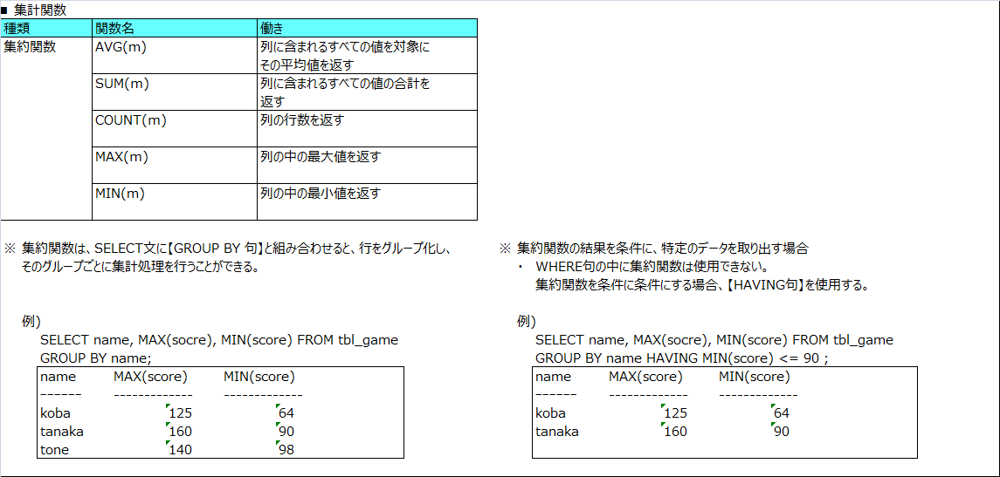 ■ 集計関数
種類 関数名 働き
集約関数 AVG(m) 列に含まれるすべての値を対象に
その平均値を返す
SUM(m) 列に含まれるすべての値の合計を
返す
COUNT(m) 列の行数を返す
MAX(m) 列の中の最大値を返す
MIN(m) 列の中の最小値を返す
※ 集約関数は、SELECT文に【GROUP BY 句】と組み合わせると、行をグループ化し、
そのグループごとに集計処理を行うことができる。
例)
SELECT name, MAX(socre), MIN(score) FROM tbl_game
GROUP BY name;
name MAX(score) MIN(score)
------ ------------- -------------
koba 125 64
tanaka 160 90
tone 140 98
※ 集約関数の結果を条件に、特定のデータを取り出す場合
・ WHERE句の中に集約関数は使用できない。
集約関数を条件に条件にする場合、【HAVING句】を使用する。
例)
SELECT name, MAX(socre), MIN(score) FROM tbl_game
GROUP BY name HAVING MIN(score) <= 90 ;
name MAX(score) MIN(score)
------ ------------- -------------
koba 125 64
tanaka 160 90